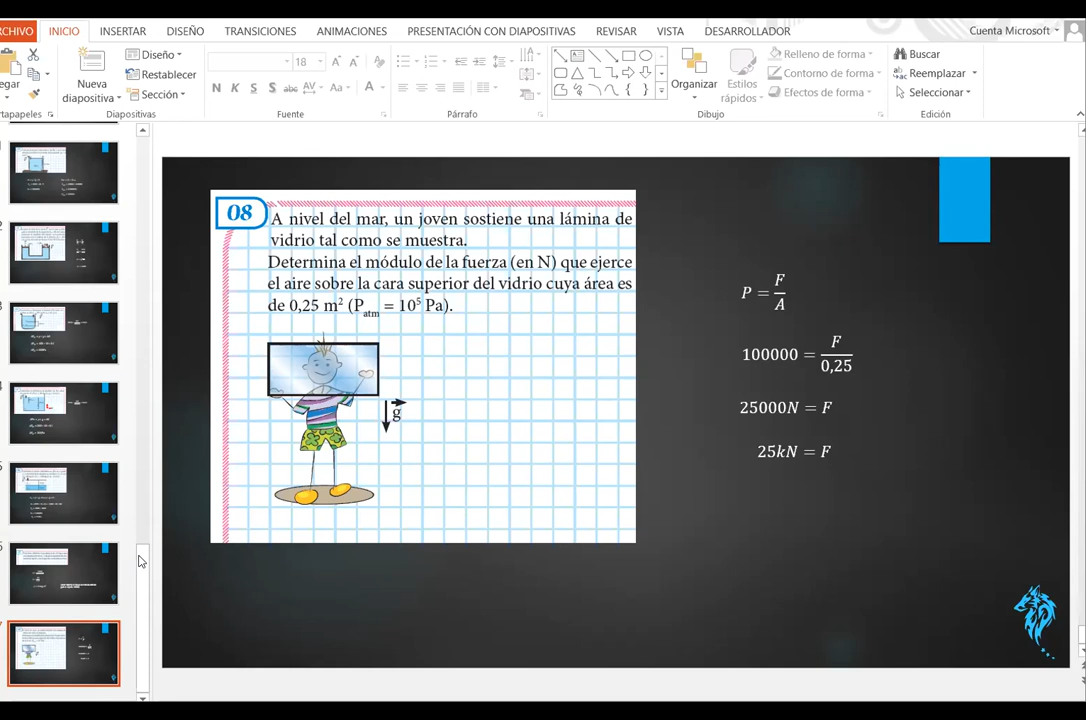 ARCHIVO INICIO INSERTAR DISEÑO TRANSICIONES ANIMACIONES PRESENTACIÓN CON DIAPOSITIVAS REVISAR VISTA DESARROLLADOR Cuenta Microsoft
Diseño
Restablecer
Sección
Nueva
diapositiva
18
N K S S abc AV Aa A
Organizar
Estilos
rápidos
Relleno de forma
Contorno de forma
Efectos de forma
Buscar
Reemplazar
Seleccionar
Diapositivas Fuente Párrafo Dibujo Edición
08
A nivel del mar, un joven sostiene una lámina de
vidrio tal como se muestra.
Determina el módulo de la fuerza (en N) que ejerce
el aire sobre la cara superior del vidrio cuya área es
de 0,25 m² (Patm = 10⁵ Pa).
g
P = F/A
100000 = F/0,25
25000N = F
25kN = F